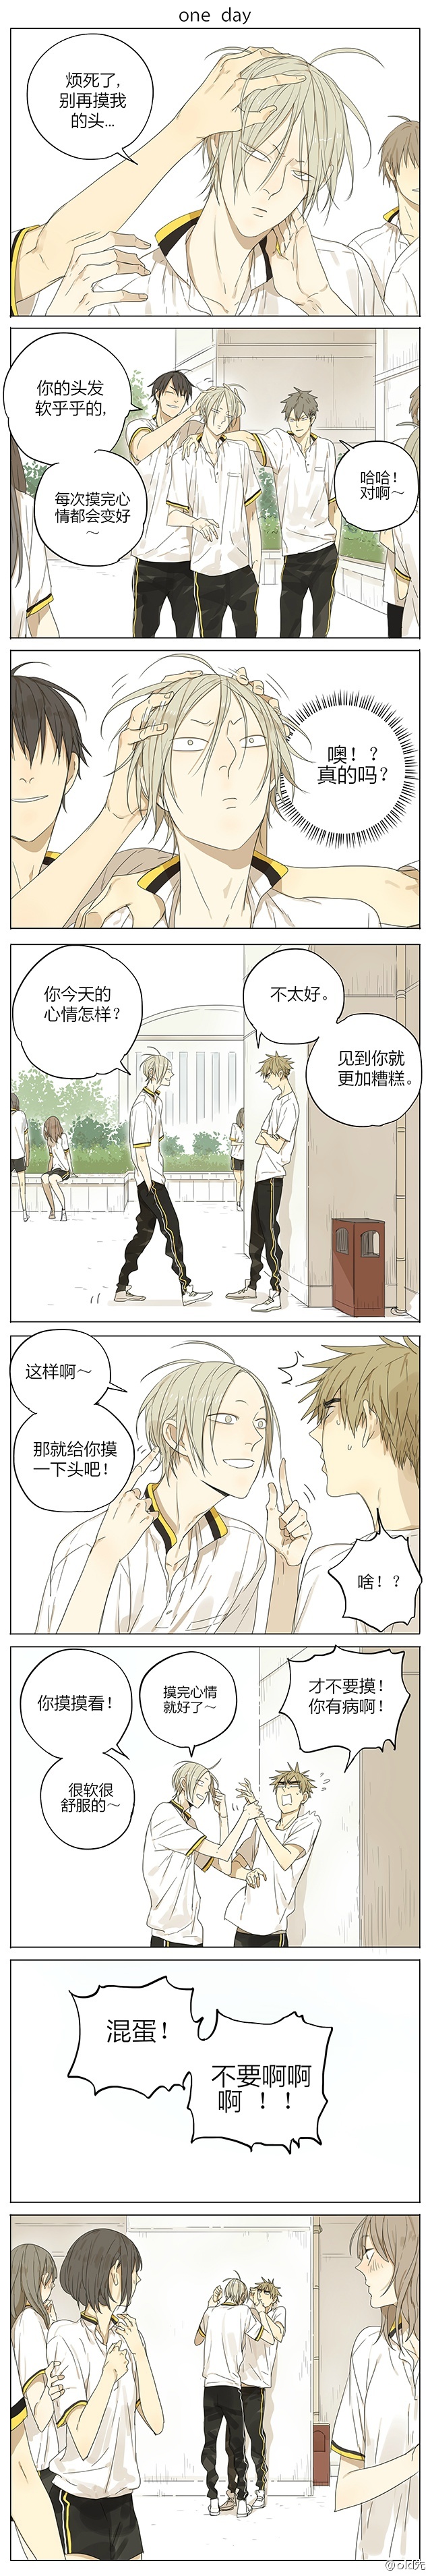 one day
烦死了，
别再摸我
的头...
你的头发
软乎乎的，
每次摸完心
情都会变好
～
哈哈！
对啊～
噢！？
真的吗？
你今天的
心情怎样？
不太好。
见到你就
更加糟糕。
这样啊～
那就给你摸
一下头吧！
啥！？
你摸摸看！
很软很
舒服的～
摸完心情
就好了～
才不要摸！
你有病啊！
混蛋！
不要啊啊
啊 ！！
@old先